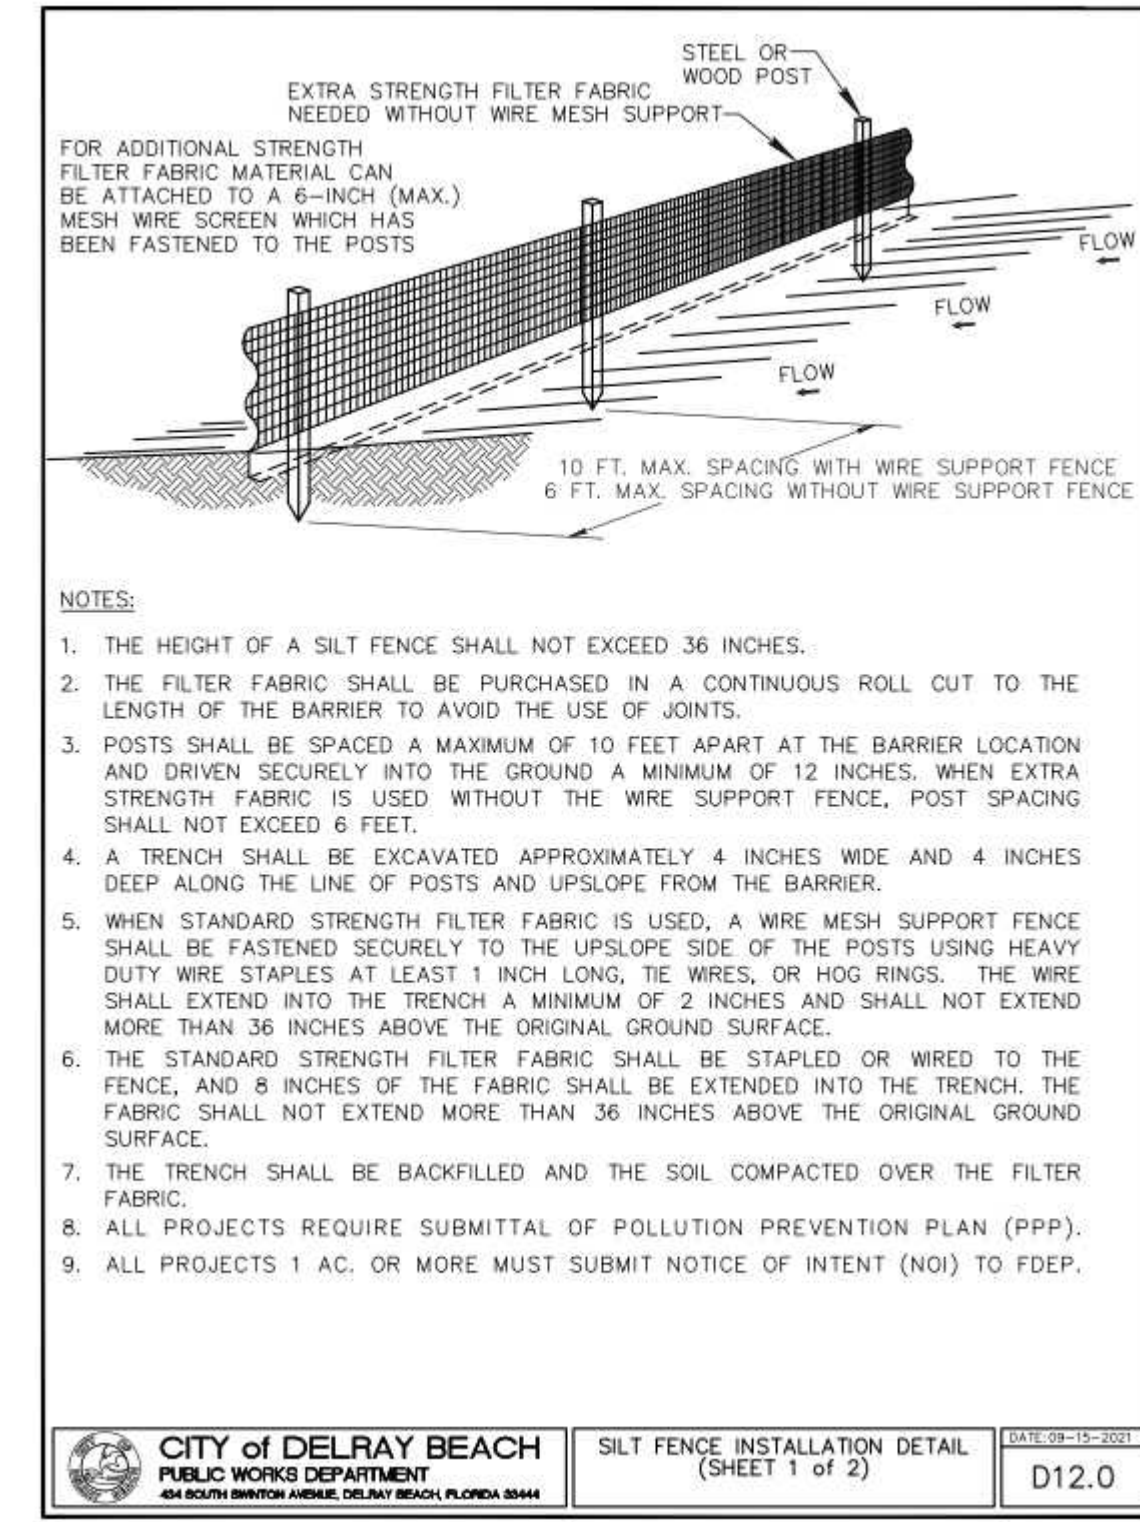 STEEL OR
WOOD POST
EXTRA STRENGTH FILTER FABRIC
NEEDED WITHOUT WIRE MESH SUPPORT
FOR ADDITIONAL STRENGTH
FILTER FABRIC MATERIAL CAN
BE ATTACHED TO A 6-INCH (MAX.)
MESH WIRE SCREEN WHICH HAS
BEEN FASTENED TO THE POSTS
FLOW
FLOW
FLOW
10 FT. MAX. SPACING WITH WIRE SUPPORT FENCE
6 FT. MAX. SPACING WITHOUT WIRE SUPPORT FENCE
NOTES:
1. THE HEIGHT OF A SILT FENCE SHALL NOT EXCEED 36 INCHES.
2. THE FILTER FABRIC SHALL BE PURCHASED IN A CONTINUOUS ROLL CUT TO THE
LENGTH OF THE BARRIER TO AVOID THE USE OF JOINTS.
3. POSTS SHALL BE SPACED A MAXIMUM OF 10 FEET APART AT THE BARRIER LOCATION
AND DRIVEN SECURELY INTO THE GROUND A MINIMUM OF 12 INCHES. WHEN EXTRA
STRENGTH FABRIC IS USED WITHOUT THE WIRE SUPPORT FENCE, POST SPACING
SHALL NOT EXCEED 6 FEET.
4. A TRENCH SHALL BE EXCAVATED APPROXIMATELY 4 INCHES WIDE AND 4 INCHES
DEEP ALONG THE LINE OF POSTS AND UPSLOPE FROM THE BARRIER.
5. WHEN STANDARD STRENGTH FILTER FABRIC IS USED, A WIRE MESH SUPPORT FENCE
SHALL BE FASTENED SECURELY TO THE UPSLOPE SIDE OF THE POSTS USING HEAVY
DUTY WIRE STAPLES AT LEAST 1 INCH LONG, TIE WIRES, OR HOG RINGS. THE WIRE
SHALL EXTEND INTO THE TRENCH A MINIMUM OF 2 INCHES AND SHALL NOT EXTEND
MORE THAN 36 INCHES ABOVE THE ORIGINAL GROUND SURFACE.
6. THE STANDARD STRENGTH FILTER FABRIC SHALL BE STAPLED OR WIRED TO THE
FENCE, AND 8 INCHES OF THE FABRIC SHALL BE EXTENDED INTO THE TRENCH. THE
FABRIC SHALL NOT EXTEND MORE THAN 36 INCHES ABOVE THE ORIGINAL GROUND
SURFACE.
7. THE TRENCH SHALL BE BACKFILLED AND THE SOIL COMPACTED OVER THE FILTER
FABRIC.
8. ALL PROJECTS REQUIRE SUBMITTAL OF POLLUTION PREVENTION PLAN (PPP).
9. ALL PROJECTS 1 AC. OR MORE MUST SUBMIT NOTICE OF INTENT (NOI) TO FDEP.
CITY of DELRAY BEACH
PUBLIC WORKS DEPARTMENT
434 SOUTH SWINTON AVENUE, DELRAY BEACH, FLORIDA 33444
SILT FENCE INSTALLATION DETAIL
(SHEET 1 of 2)
DATE:09-15-2021
D12.0